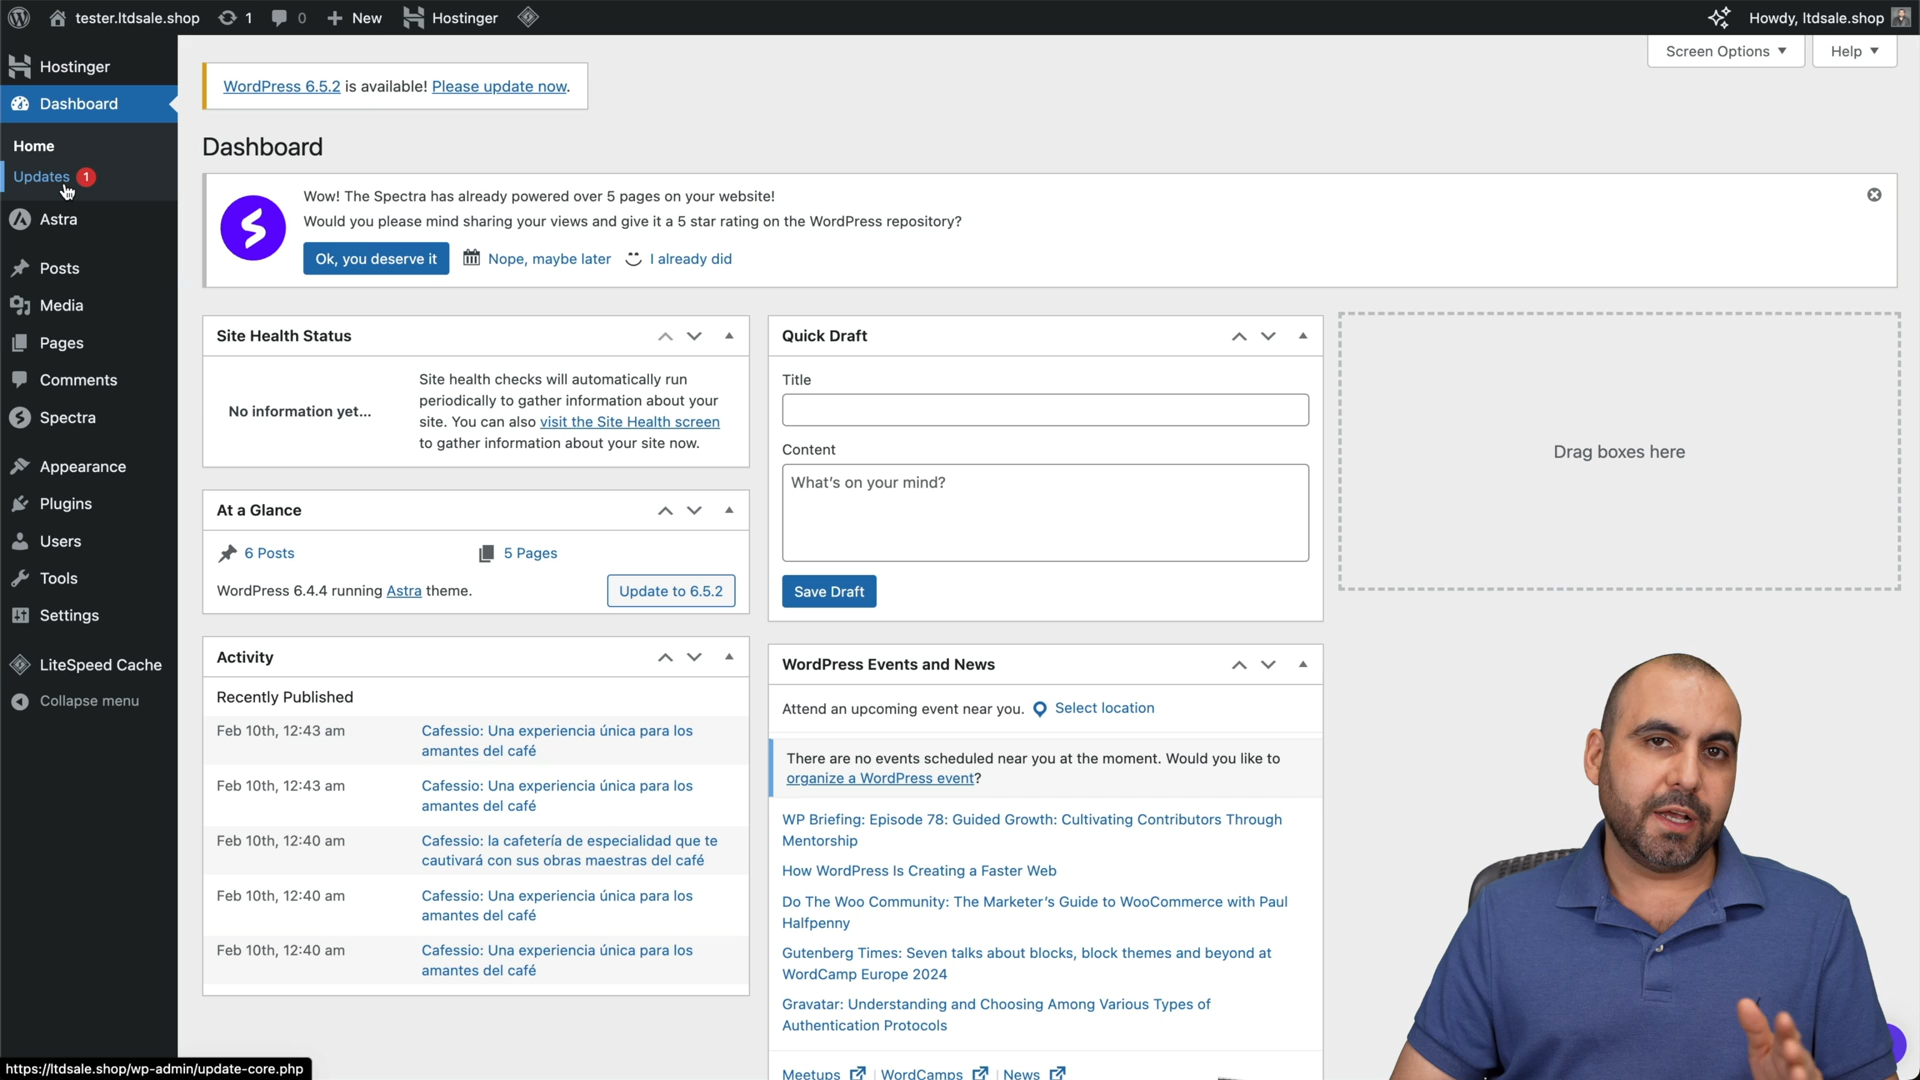 tester.ltdsale.shop 1 0 New Hostinger Howdy, ltdsale.shop
Screen Options Help
Hostinger
Dashboard
Home
Updates 1
Astra
Posts
Media
Pages
Comments
Spectra
Appearance
Plugins
Users
Tools
Settings
LiteSpeed Cache
Collapse menu
WordPress 6.5.2 is available! Please update now.
Dashboard
Wow! The Spectra has already powered over 5 pages on your website!
Would you please mind sharing your views and give it a 5 star rating on the WordPress repository?
Ok, you deserve it Nope, maybe later I already did
Site Health Status
No information yet...
Site health checks will automatically run
periodically to gather information about your
site. You can also visit the Site Health screen
to gather information about your site now.
At a Glance
6 Posts 5 Pages
WordPress 6.4.4 running Astra theme. Update to 6.5.2
Activity
Recently Published
Feb 10th, 12:43 am Cafessio: Una experiencia única para los
amantes del café
Feb 10th, 12:43 am Cafessio: Una experiencia única para los
amantes del café
Feb 10th, 12:40 am Cafessio: la cafetería de especialidad que te
cautivará con sus obras maestras del café
Feb 10th, 12:40 am Cafessio: Una experiencia única para los
amantes del café
Feb 10th, 12:40 am Cafessio: Una experiencia única para los
amantes del café
Quick Draft
Title
Content
What's on your mind?
Save Draft
WordPress Events and News
Attend an upcoming event near you. Select location
There are no events scheduled near you at the moment. Would you like to
organize a WordPress event?
WP Briefing: Episode 78: Guided Growth: Cultivating Contributors Through
Mentorship
How WordPress Is Creating a Faster Web
Do The Woo Community: The Marketer's Guide to WooCommerce with Paul
Halfpenny
Gutenberg Times: Seven talks about blocks, block themes and beyond at
WordCamp Europe 2024
Gravatar: Understanding and Choosing Among Various Types of
Authentication Protocols
Meetups | WordCamps | News
Drag boxes here
https://ltdsale.shop/wp-admin/update-core.php